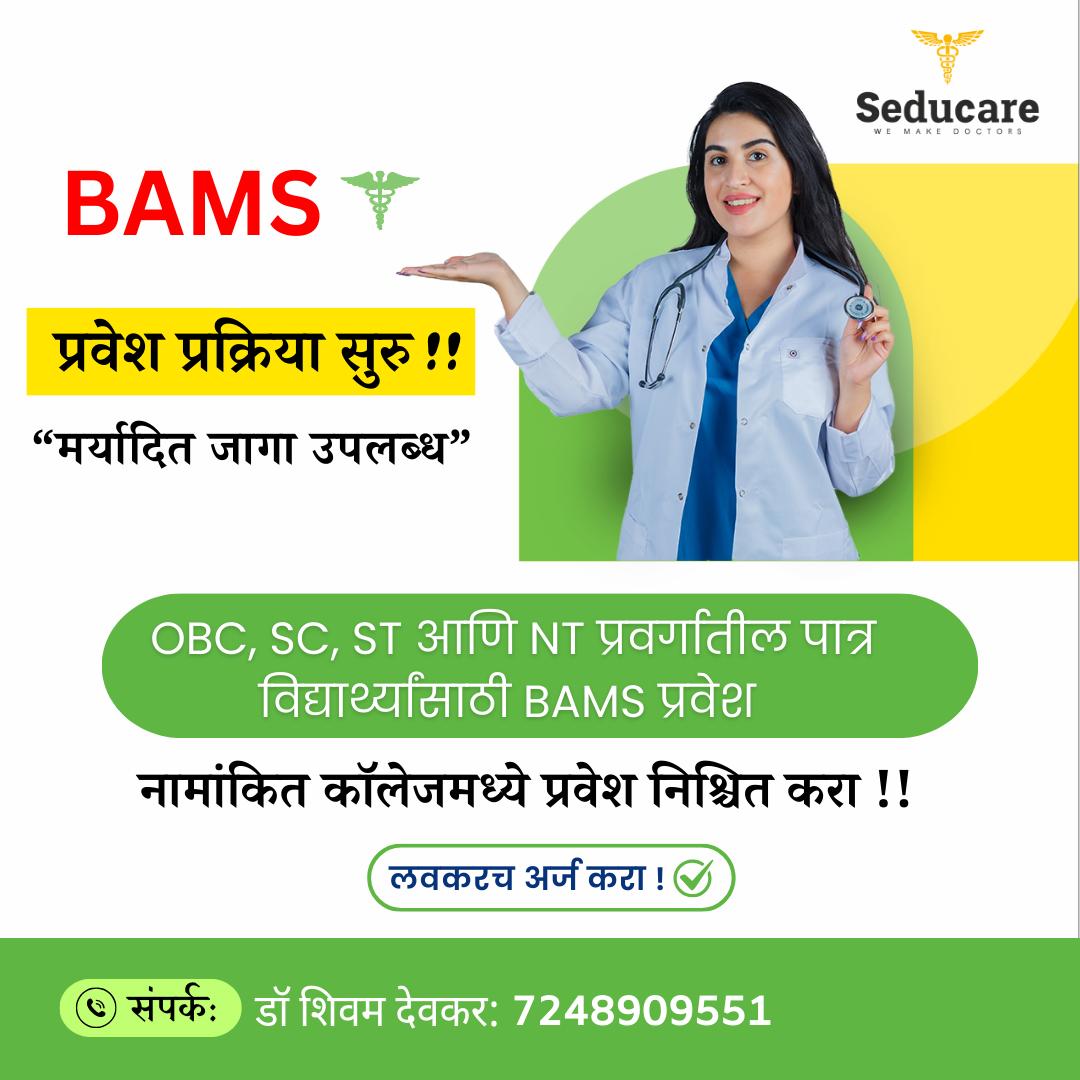 Seducare
WE MAKE DOCTORS
BAMS
प्रवेश प्रक्रिया सुरु !!
“मर्यादित जागा उपलब्ध”
OBC, SC, ST आणि NT प्रवर्गातील पात्र
विद्यार्थ्यांसाठी BAMS प्रवेश
नामांकित कॉलेजमध्ये प्रवेश निश्चित करा !!
लवकरच अर्ज करा !
संपर्क: डॉ शिवम देवकर: 7248909551